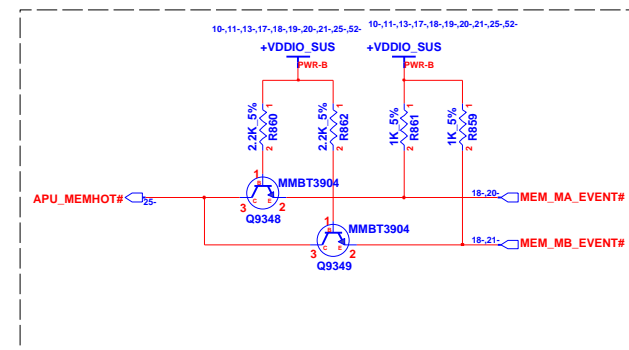 10-,11-,13-,17-,18-,19-,20-,21-,25-,52-
10-,11-,13-,17-,18-,19-,20-,21-,25-,52-
+VDDIO_SUS
+VDDIO_SUS
PWR-B
PWR-B
1
2.2K_5%
R860
2
1
2.2K_5%
R862
2
1
1K_5%
R861
2
1
1K_5%
R859
2
1
B
MMBT3904
APU_MEMHOT#
25-
C
E
3
2
Q9348
18-,20-
MEM_MA_EVENT#
1
B
MMBT3904
C
E
3
2
Q9349
18-,21-
MEM_MB_EVENT#